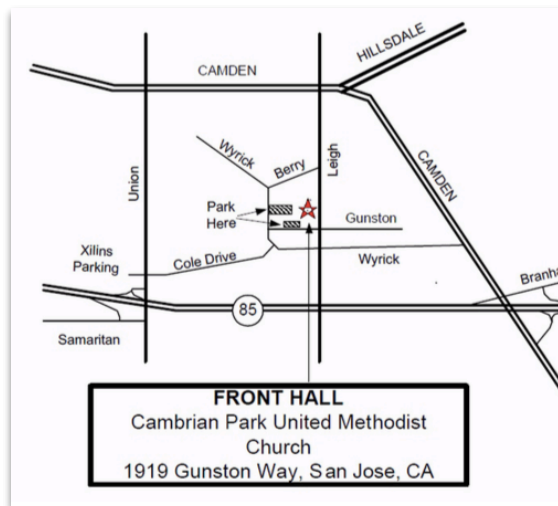 HILLSDALE
CAMDEN
Wyrick
Berry
Leigh
CAMDEN
Union
Park
Here
Gunston
Xilins
Parking
Cole Drive
Wyrick
85
Samaritan
FRONT HALL
Cambrian Park United Methodist
Church
1919 Gunston Way, San Jose, CA